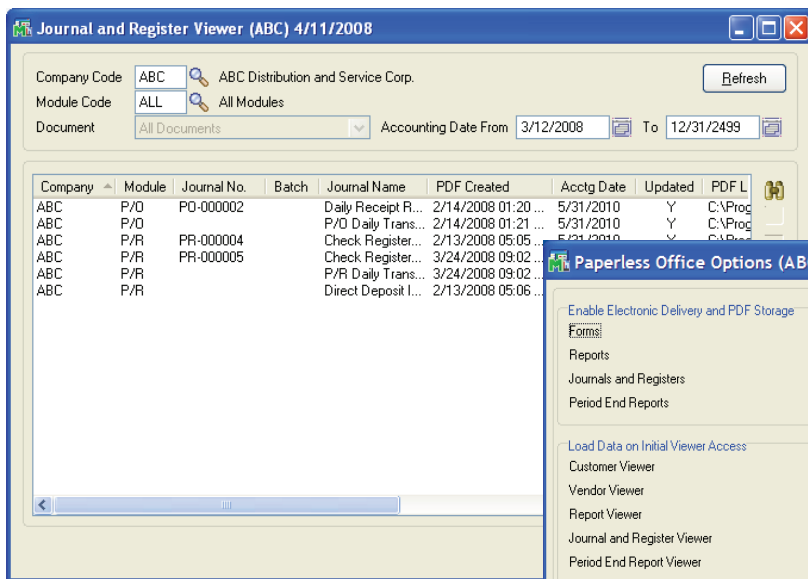 Journal and Register Viewer (ABC) 4/11/2008
Company Code ABC ABC Distribution and Service Corp. Refresh
Module Code ALL All Modules
Document All Documents Accounting Date From 3/12/2008 To 12/31/2499
Company Module Journal No. Batch Journal Name PDF Created Acctg Date Updated PDF L
ABC P/O PO-000002 Daily Receipt R... 2/14/2008 01:20 ... 5/31/2010 Y C:\Prog
ABC P/O P/O Daily Trans... 2/14/2008 01:21 ... 5/31/2010 Y C:\Prog
ABC P/R PR-000004 Check Register... 2/13/2008 05:05 ... 5/31/2010 Y C:\Prog
ABC P/R PR-000005 Check Register... 3/24/2008 09:02 ...
ABC P/R P/R Daily Trans... 3/24/2008 09:02 ...
ABC P/R Direct Deposit I... 2/13/2008 05:06 ...
Paperless Office Options (AB
Enable Electronic Delivery and PDF Storage
Forms
Reports
Journals and Registers
Period End Reports
Load Data on Initial Viewer Access
Customer Viewer
Vendor Viewer
Report Viewer
Journal and Register Viewer
Period End Report Viewer